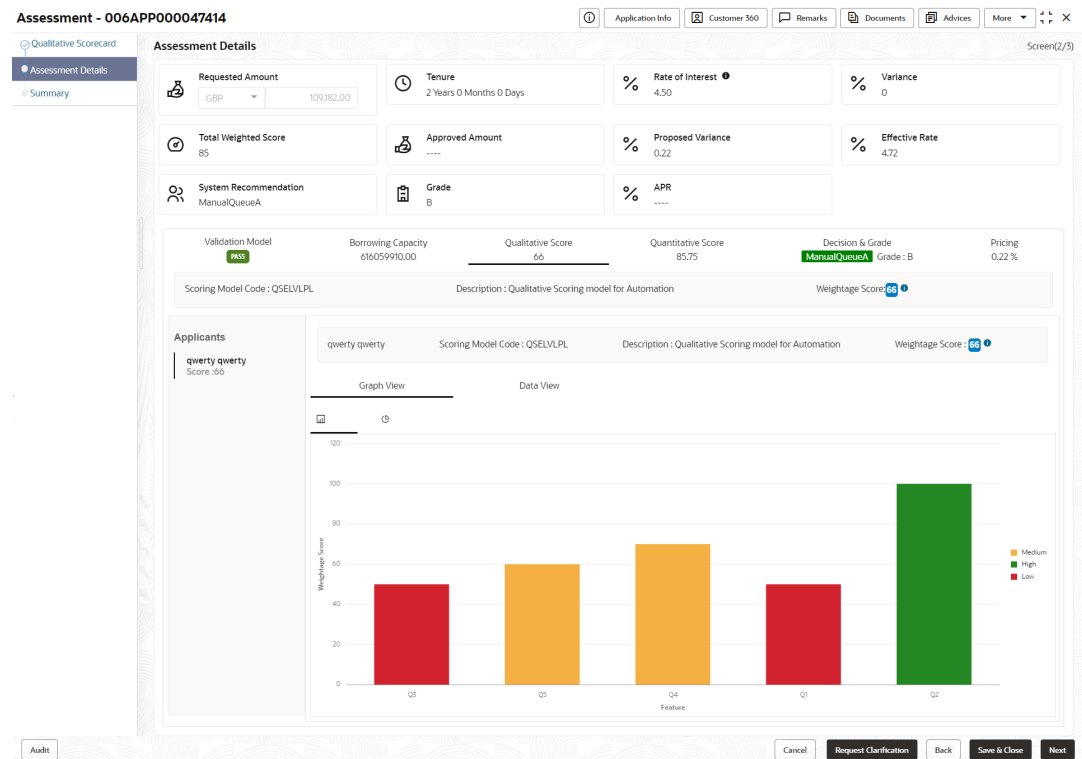 Assessment - 006APP000047414
Application Info
Customer 360
Remarks
Documents
Advices
More
Qualitative Scorecard
Assessment Details
Summary
Assessment Details
Screen(2/3)
Requested Amount
GBP
109,182.00
Tenure
2 Years 0 Months 0 Days
Rate of Interest
4.50
Variance
0
Total Weighted Score
85
Approved Amount
----
Proposed Variance
0.22
Effective Rate
4.72
System Recommendation
ManualQueueA
Grade
B
APR
----
Validation Model
PASS
Borrowing Capacity
616059910.00
Qualitative Score
66
Quantitative Score
85.75
Decision & Grade
ManualQueueA Grade : B
Pricing
0.22 %
Scoring Model Code : QSELVLPL
Description : Qualitative Scoring model for Automation
Weightage Score: 66
Applicants
qwerty qwerty
Score :66
qwerty qwerty
Scoring Model Code : QSELVLPL
Description : Qualitative Scoring model for Automation
Weightage Score : 66
Graph View
Data View
120
100
80
60
40
20
0
Weightage Score
Q3
Q5
Q4
Q1
Q2
Feature
Medium
High
Low
Audit
Cancel
Request Clarification
Back
Save & Close
Next